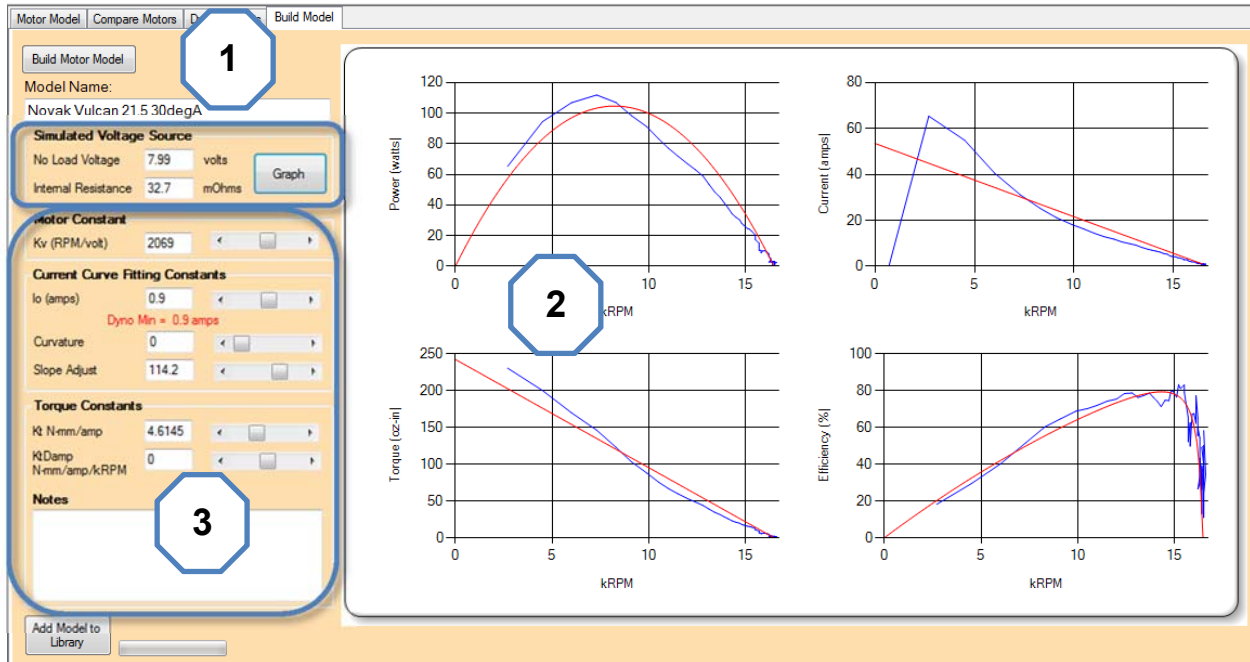 Motor Model Compare Motors Build Model
1
Build Motor Model
Model Name:
Novak Vulcan 21.5 30degA
Simulated Voltage Source
No Load Voltage 7.99 volts
Graph
Internal Resistance 32.7 mOhms
Motor Constant
Kv (RPM/volt) 2069
Current Curve Fitting Constants
Io (amps) 0.9
Dyno Min = 0.9 amps
Curvature 0
Slope Adjust 114.2
Torque Constants
Kt N-mm/amp 4.6145
KtDamp 0
N-mm/amp/kRPM
Notes
3
Add Model to
Library
120
100
80
60
40
20
0
Power (watts)
0 10 15
kRPM
2
80
60
40
20
0
Current (amps)
0 5 10 15
kRPM
250
200
150
100
50
0
Torque (oz-in)
0 5 10 15
kRPM
100
80
60
40
20
0
Efficiency (%)
0 5 10 15
kRPM